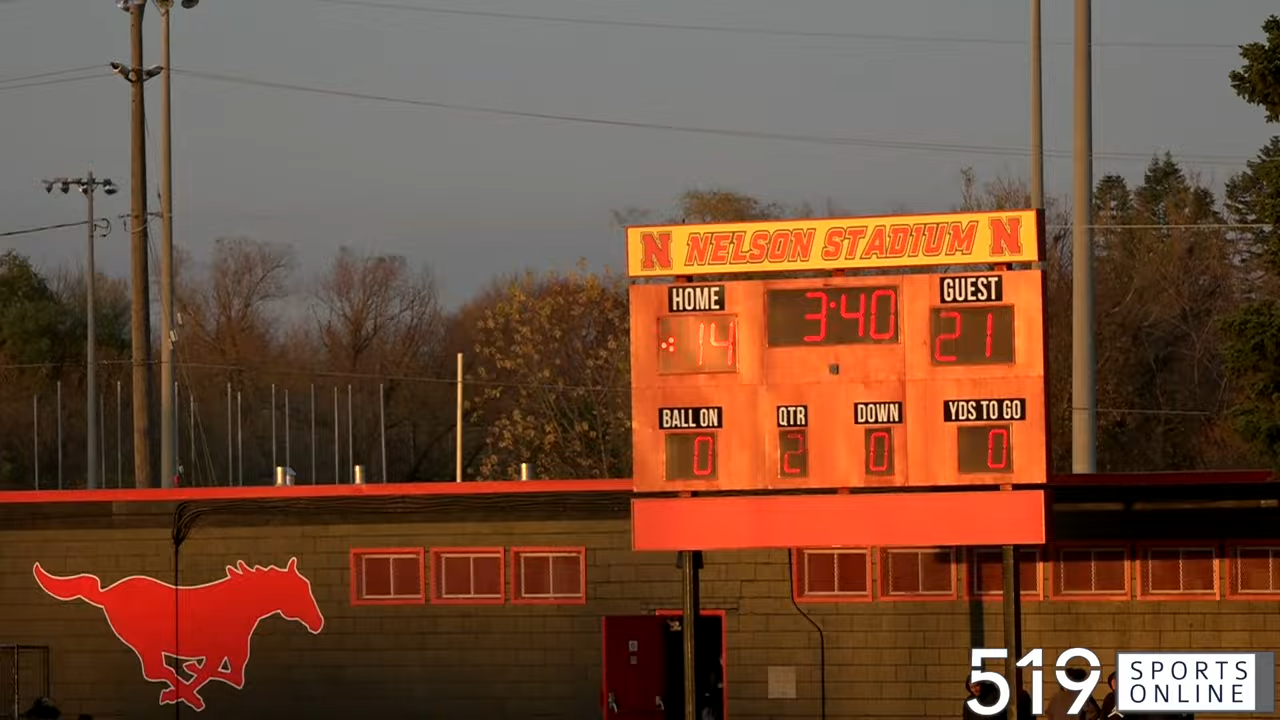 N NELSON STADIUM N
HOME 3:40 GUEST
14 21
BALL ON QTR DOWN YDS TO GO
0 2 0 0
519 SPORTS
ONLINE